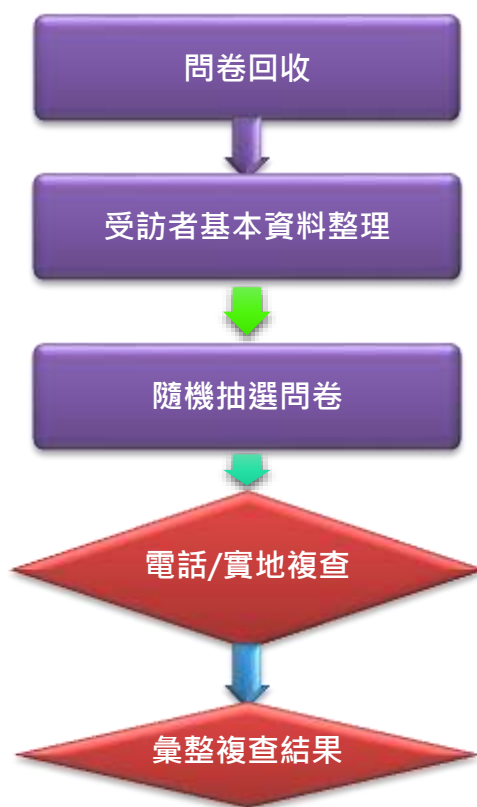 問卷回收
受訪者基本資料整理
隨機抽選問卷
電話/實地複查
彙整複查結果